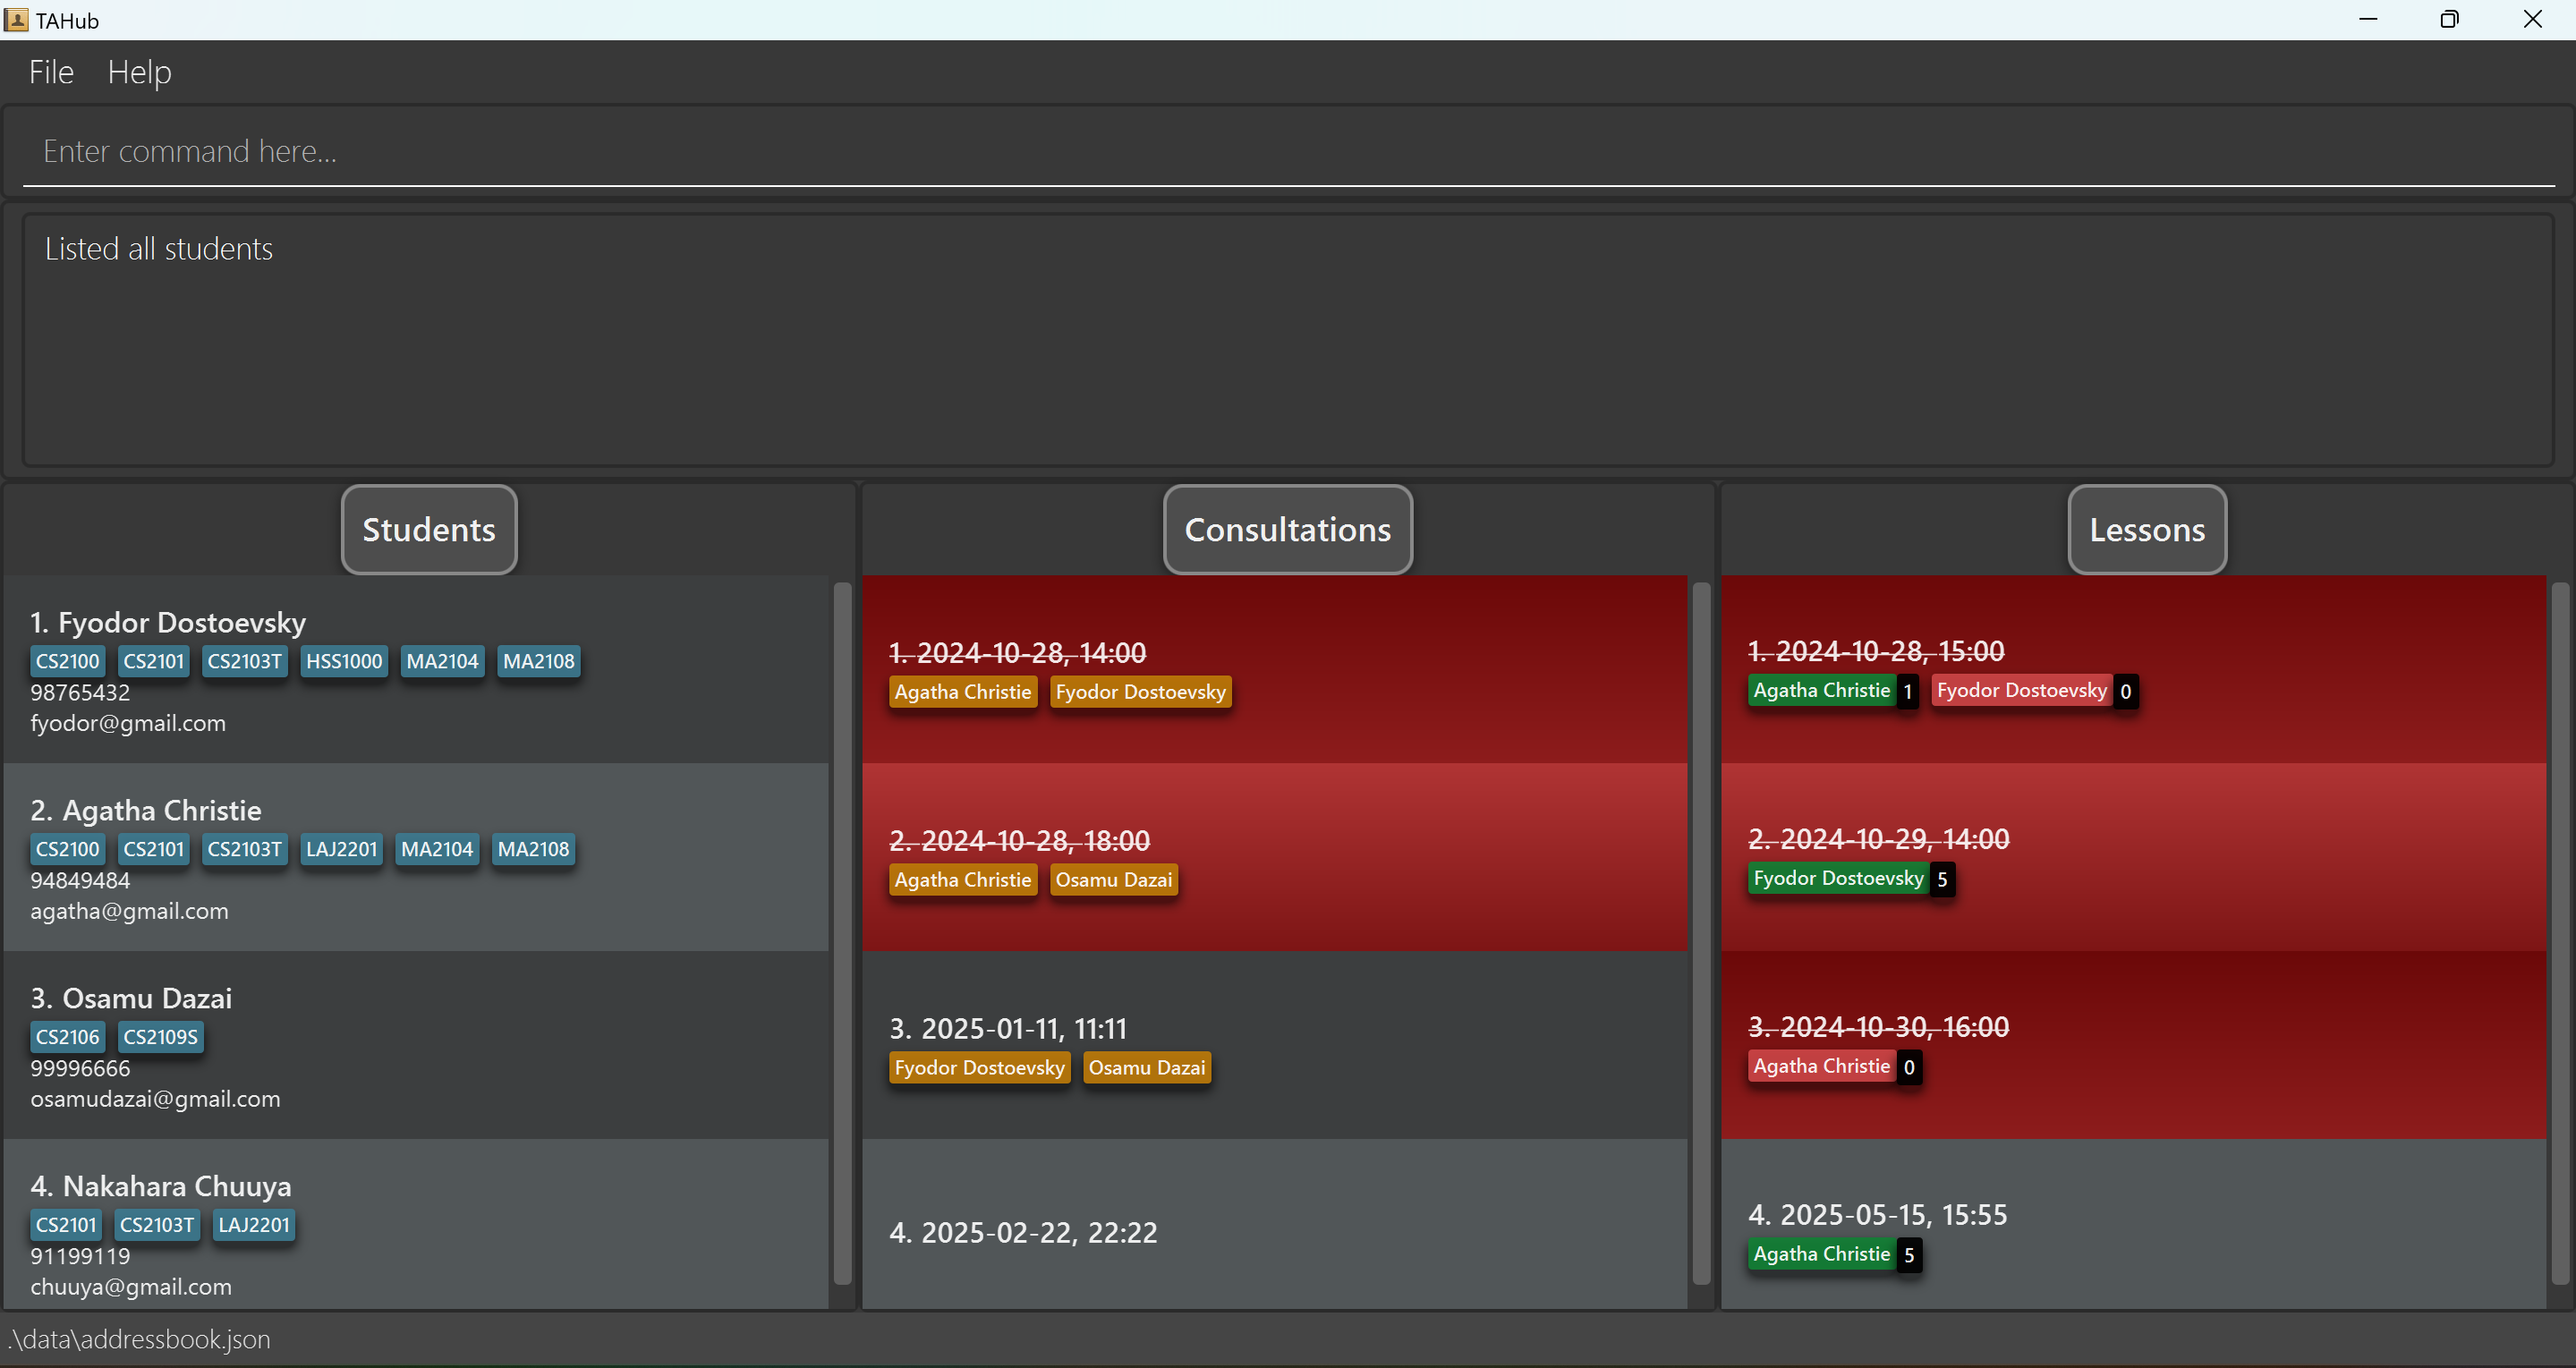 TAHub
File Help
Enter command here...
Listed all students
Students
1. Fyodor Dostoevsky
CS2100 CS2101 CS2103T HSS1000 MA2104 MA2108
98765432
fyodor@gmail.com
2. Agatha Christie
CS2100 CS2101 CS2103T LAJ2201 MA2104 MA2108
94849484
agatha@gmail.com
3. Osamu Dazai
CS2106 CS2109S
99996666
osamudazai@gmail.com
4. Nakahara Chuuya
CS2101 CS2103T LAJ2201
91199119
chuuya@gmail.com
Consultations
1. 2024-10-28, 14:00
Agatha Christie Fyodor Dostoevsky
2. 2024-10-28, 18:00
Agatha Christie Osamu Dazai
3. 2025-01-11, 11:11
Fyodor Dostoevsky Osamu Dazai
4. 2025-02-22, 22:22
Lessons
1. 2024-10-28, 15:00
Agatha Christie 1 Fyodor Dostoevsky 0
2. 2024-10-29, 14:00
Fyodor Dostoevsky 5
3. 2024-10-30, 16:00
Agatha Christie 0
4. 2025-05-15, 15:55
Agatha Christie 5
.\data\addressbook.json